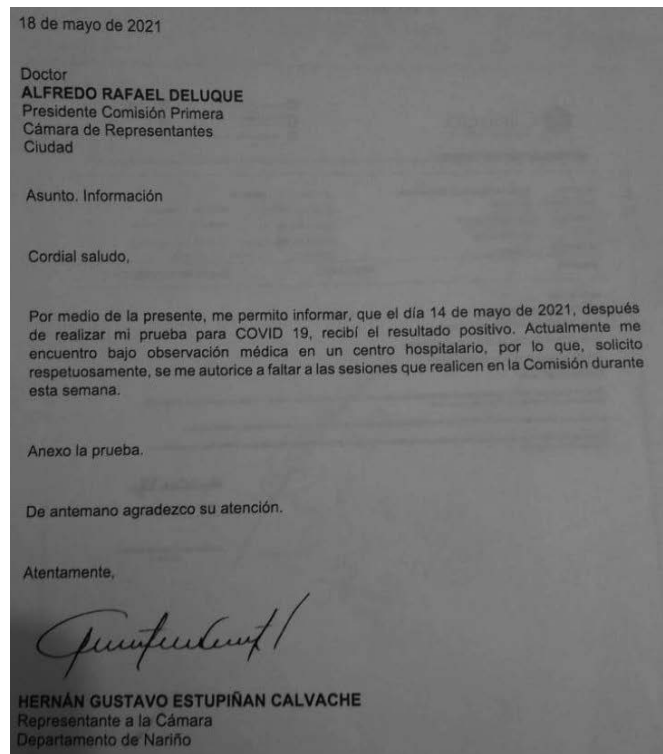 18 de mayo de 2021
Doctor
ALFREDO RAFAEL DELUQUE
Presidente Comisión Primera
Cámara de Representantes
Ciudad
Asunto. Información
Cordial saludo,
Por medio de la presente, me permito informar, que el día 14 de mayo de 2021, después
de realizar mi prueba para COVID 19, recibí el resultado positivo. Actualmente me
encuentro bajo observación médica en un centro hospitalario, por lo que, solicito
respetuosamente, se me autorice a faltar a las sesiones que realicen en la Comisión durante
esta semana.
Anexo la prueba.
De antemano agradezco su atención.
Atentamente,
HERNÁN GUSTAVO ESTUPIÑAN CALVACHE
Representante a la Cámara
Departamento de Nariño